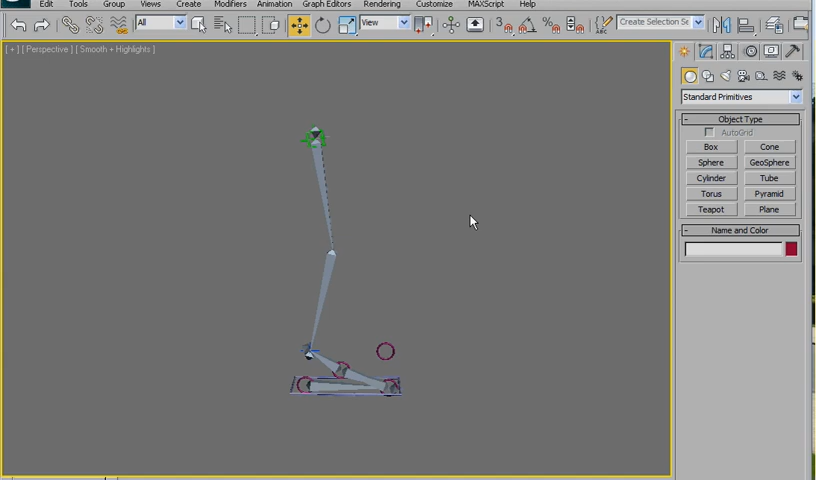 Edit Tools Group Views Create Modifiers Animation Graph Editors Rendering Customize MAXScript Help
All View 3 Create Selection Se
[ + ] [ Perspective ] [ Smooth + Highlights ]
Standard Primitives
- Object Type
AutoGrid
Box Cone
Sphere GeoSphere
Cylinder Tube
Torus Pyramid
Teapot Plane
- Name and Color